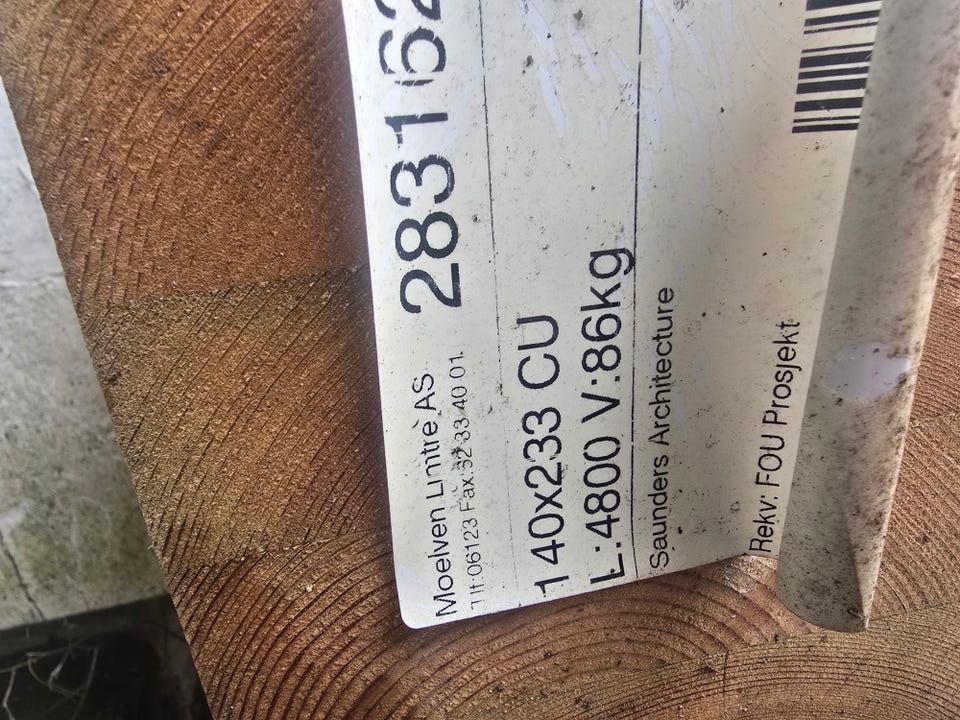 Moelven Limtre AS 283162
Tlf:06123 Fax:32 33 40 01.
140x233 CU
L:4800 V:86kg
Saunders Architecture
Rekv: FOU Prosjekt